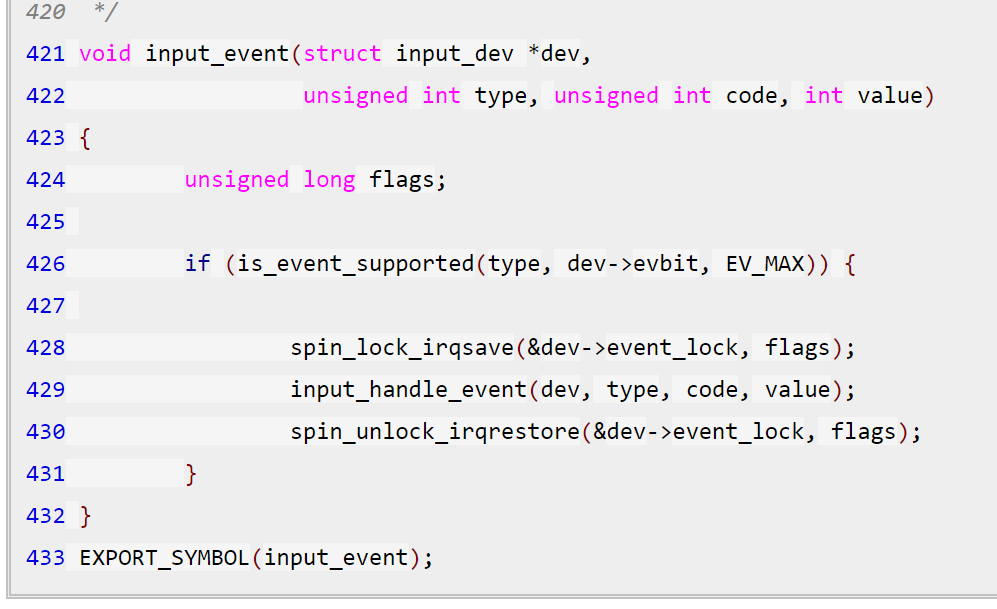 420  */
421 void input_event(struct input_dev *dev,
422                  unsigned int type, unsigned int code, int value)
423 {
424         unsigned long flags;
425
426         if (is_event_supported(type, dev->evbit, EV_MAX)) {
427
428                 spin_lock_irqsave(&dev->event_lock, flags);
429                 input_handle_event(dev, type, code, value);
430                 spin_unlock_irqrestore(&dev->event_lock, flags);
431         }
432 }
433 EXPORT_SYMBOL(input_event);